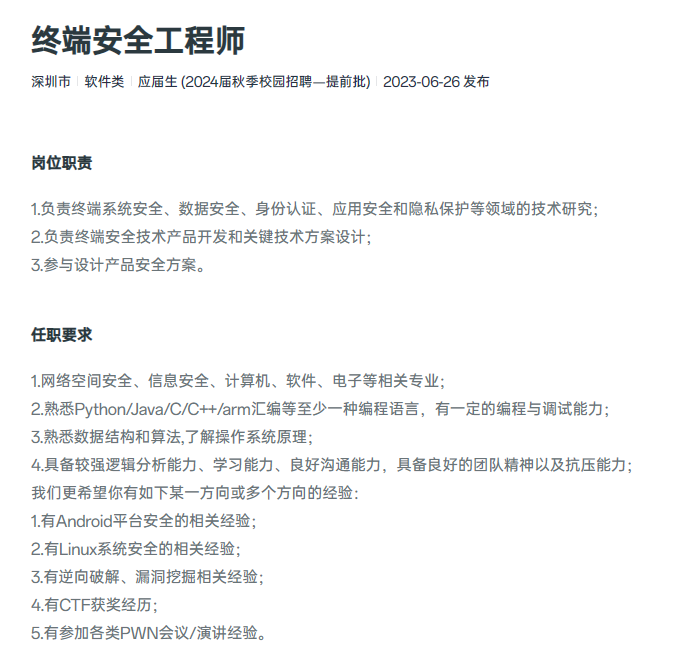 终端安全工程师
深圳市 | 软件类 | 应届生 (2024届秋季校园招聘—提前批) | 2023-06-26 发布
岗位职责
1.负责终端系统安全、数据安全、身份认证、应用安全和隐私保护等领域的技术研究；
2.负责终端安全技术产品开发和关键技术方案设计；
3.参与设计产品安全方案。
任职要求
1.网络空间安全、信息安全、计算机、软件、电子等相关专业；
2.熟悉Python/Java/C/C++/arm汇编等至少一种编程语言，有一定的编程与调试能力；
3.熟悉数据结构和算法,了解操作系统原理；
4.具备较强逻辑分析能力、学习能力、良好沟通能力，具备良好的团队精神以及抗压能力；
我们更希望你有如下某一方向或多个方向的经验：
1.有Android平台安全的相关经验；
2.有Linux系统安全的相关经验；
3.有逆向破解、漏洞挖掘相关经验；
4.有CTF获奖经历；
5.有参加各类PWN会议/演讲经验。